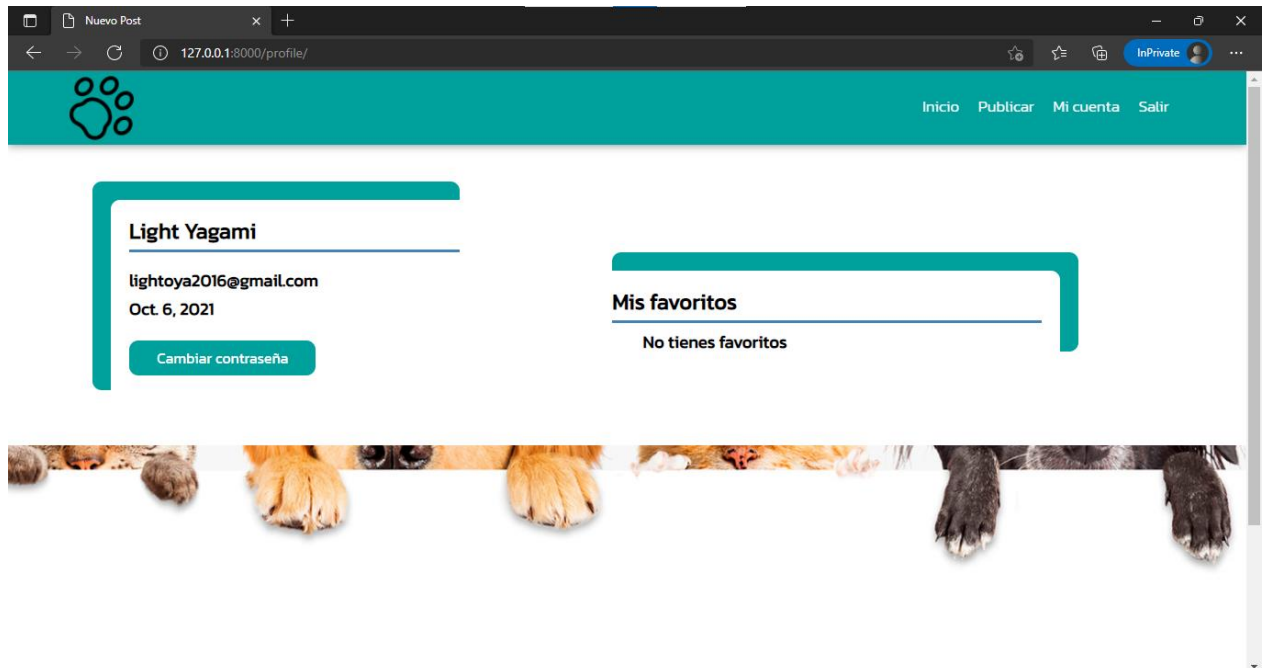 Nuevo Post
127.0.0.1:8000/profile/
InPrivate
Inicio Publicar Mi cuenta Salir
Light Yagami
lightoya2016@gmail.com
Oct. 6, 2021
Cambiar contraseña
Mis favoritos
No tienes favoritos